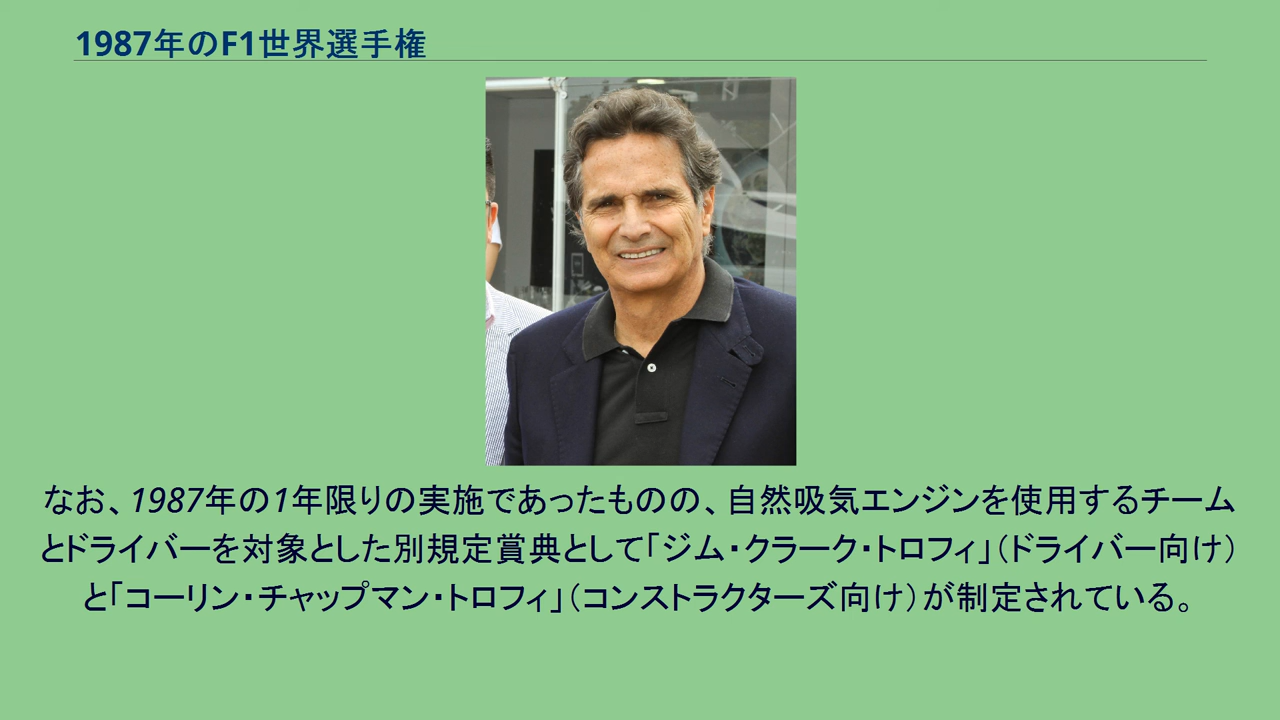 1987年のF1世界選手権
なお、1987年の1年限りの実施であったものの、自然吸気エンジンを使用するチーム
とドライバーを対象とした別規定賞典として「ジム・クラーク・トロフィ」（ドライバー向け）
と「コーリン・チャップマン・トロフィ」（コンストラクターズ向け）が制定されている。